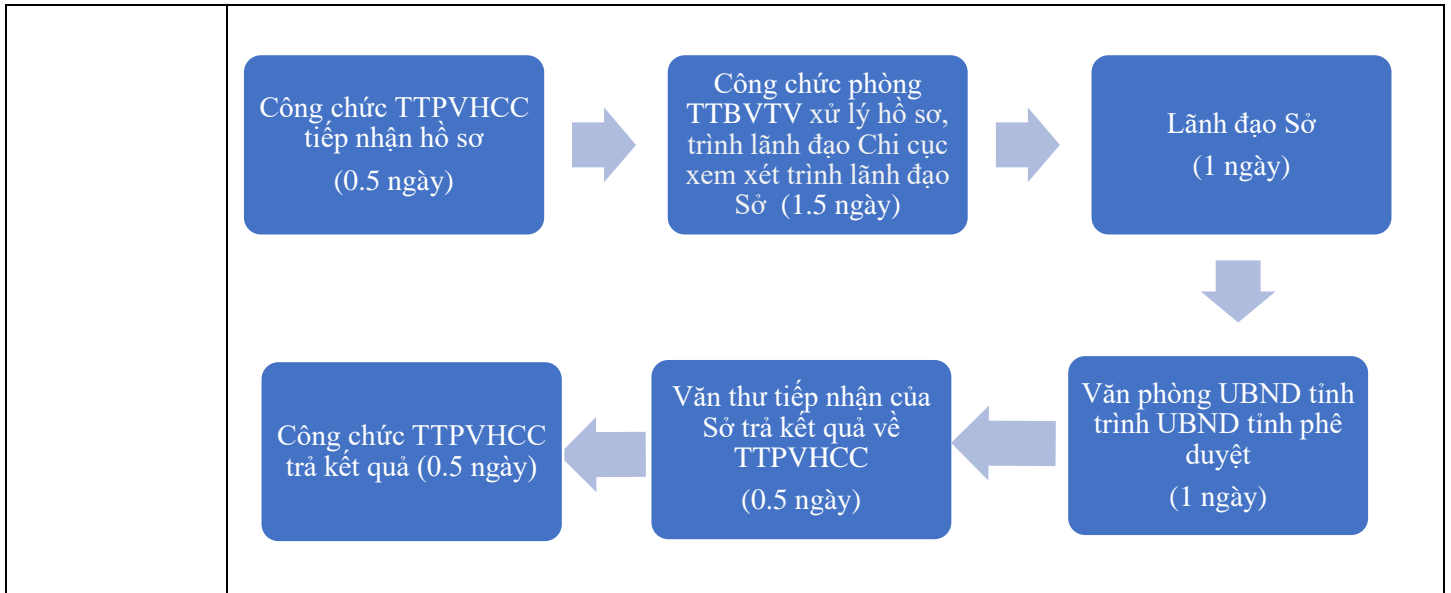 Công chức TTPVHCC
tiếp nhận hồ sơ
(0.5 ngày)
Công chức phòng
TTBVTV xử lý hồ sơ,
trình lãnh đạo Chi cục
xem xét trình lãnh đạo
Sở (1.5 ngày)
Lãnh đạo Sở
(1 ngày)
Văn phòng UBND tỉnh
trình UBND tỉnh phê
duyệt
(1 ngày)
Văn thư tiếp nhận của
Sở trả kết quả về
TTPVHCC
(0.5 ngày)
Công chức TTPVHCC
trả kết quả (0.5 ngày)